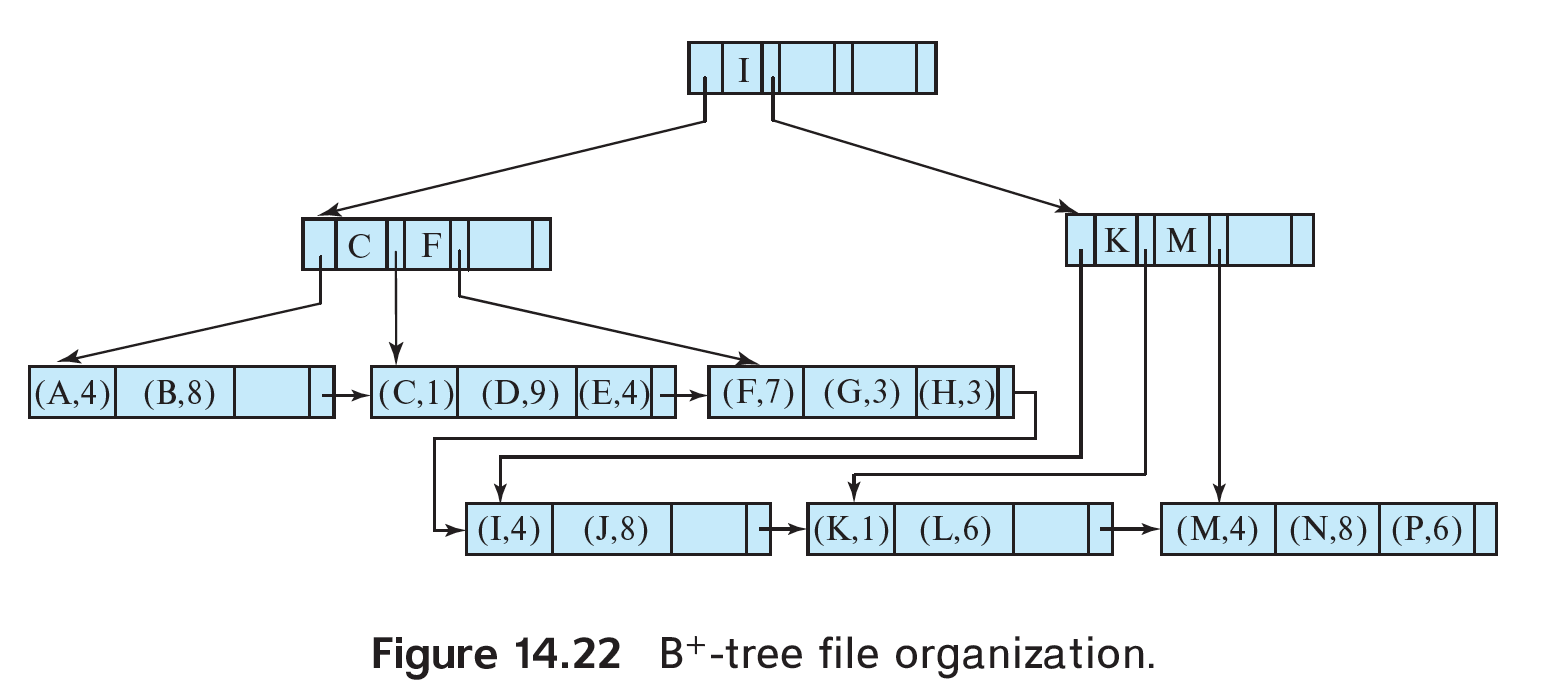 I
C F
K M
(A,4) (B,8) (C,1) (D,9) (E,4) (F,7) (G,3) (H,3)
(I,4) (J,8) (K,1) (L,6) (M,4) (N,8) (P,6)
Figure 14.22 B⁺-tree file organization.